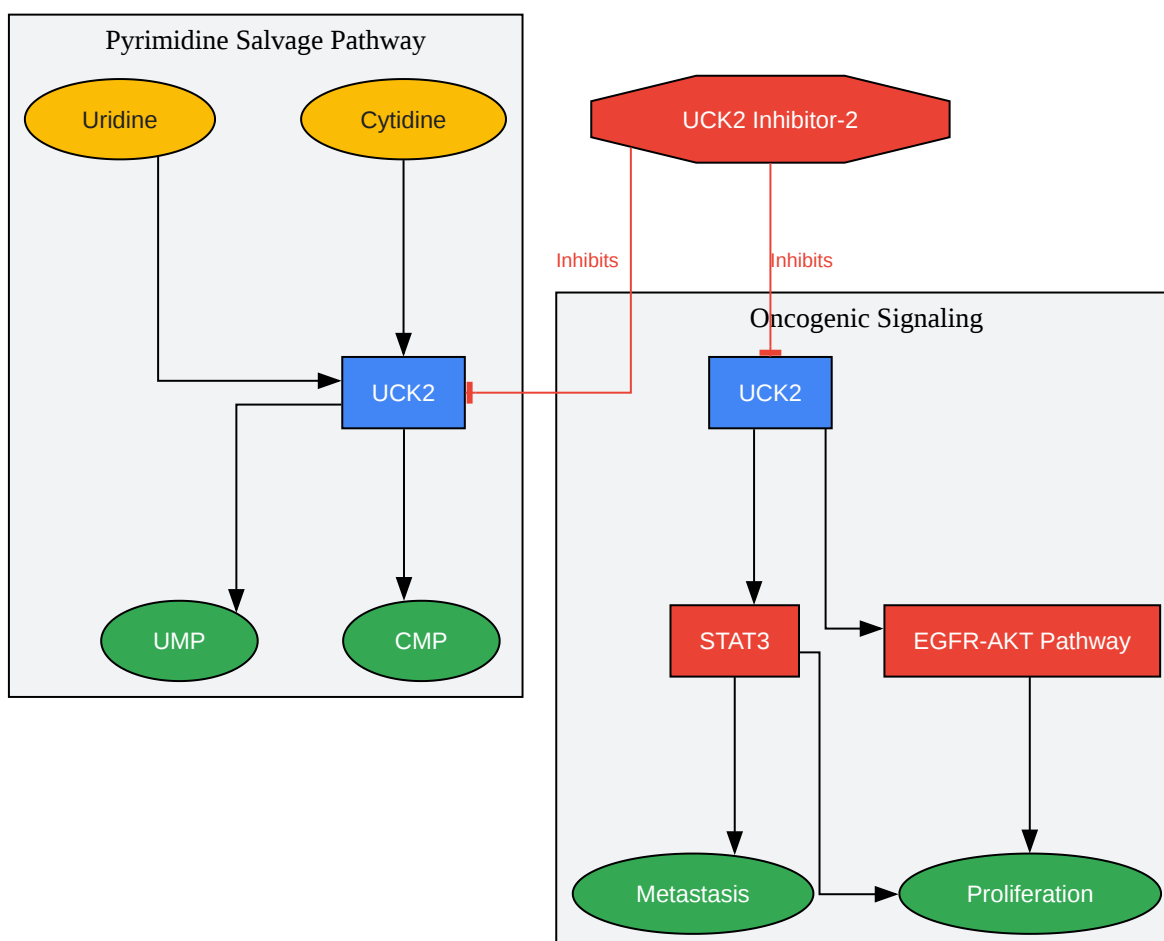 Pyrimidine Salvage Pathway
Uridine
Cytidine
UCK2
UMP
CMP
UCK2 Inhibitor-2
Inhibits
Inhibits
Oncogenic Signaling
UCK2
STAT3
EGFR-AKT Pathway
Metastasis
Proliferation